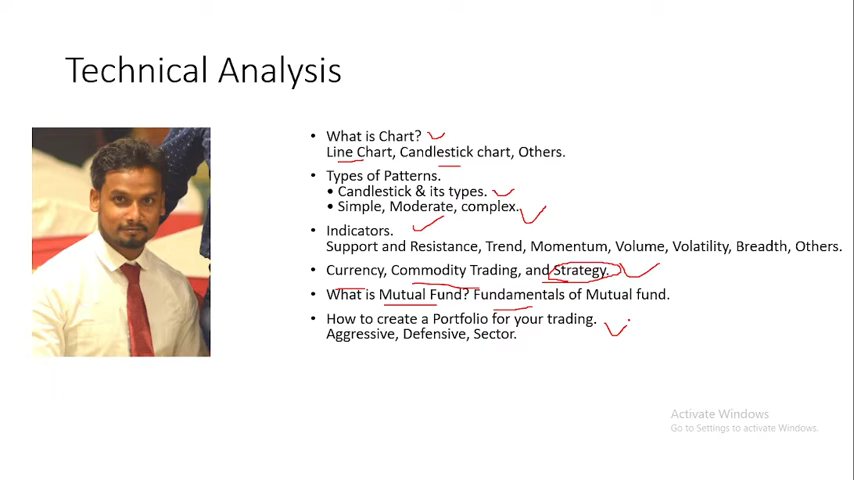 Technical Analysis
• What is Chart?
Line Chart, Candlestick chart, Others.
• Types of Patterns.
• Candlestick & its types.
• Simple, Moderate, complex.
• Indicators.
Support and Resistance, Trend, Momentum, Volume, Volatility, Breadth, Others.
• Currency, Commodity Trading, and Strategy.
• What is Mutual Fund? Fundamentals of Mutual fund.
• How to create a Portfolio for your trading.
Aggressive, Defensive, Sector.
Activate Windows
Go to Settings to activate Windows.